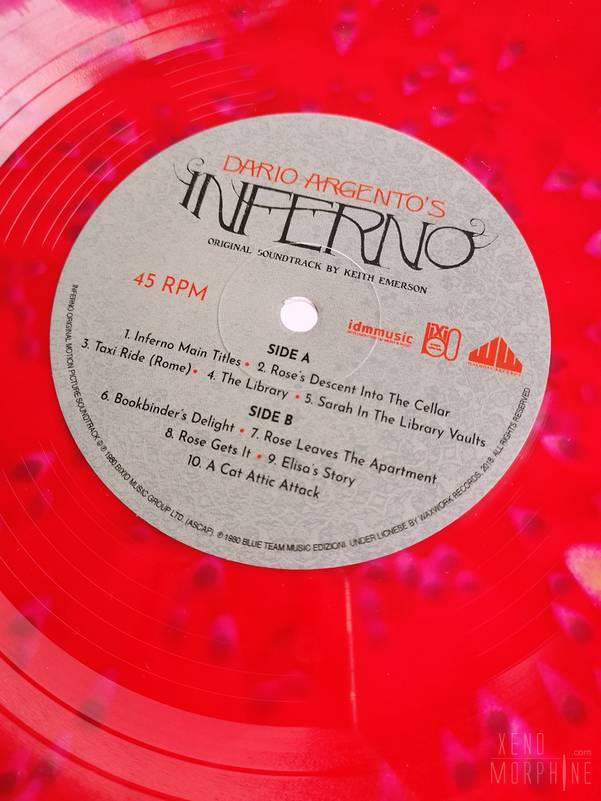 DARIO ARGENTO'S
INFERNO
ORIGINAL SOUNDTRACK BY KEITH EMERSON
45 RPM
idmmusic
SIDE A
1. Inferno Main Titles • 2. Rose's Descent Into The Cellar
3. Taxi Ride (Rome) • 4. The Library • 5. Sarah In The Library Vaults
SIDE B
6. Bookbinder's Delight • 7. Rose Leaves The Apartment
8. Rose Gets It • 9. Elisa's Story
10. A Cat Attic Attack
INFERNO ORIGINAL MOTION PICTURE SOUNDTRACK © ℗ 1980 BIXIO MUSIC GROUP LTD. (ASCAP). ℗ 1980 BLUE TEAM MUSIC EDIZIONI. UNDER LICNESE BY WAXWORK RECORDS, 2018. ALL RIGHTS RESERVED
XENO
.com
MORPHINE